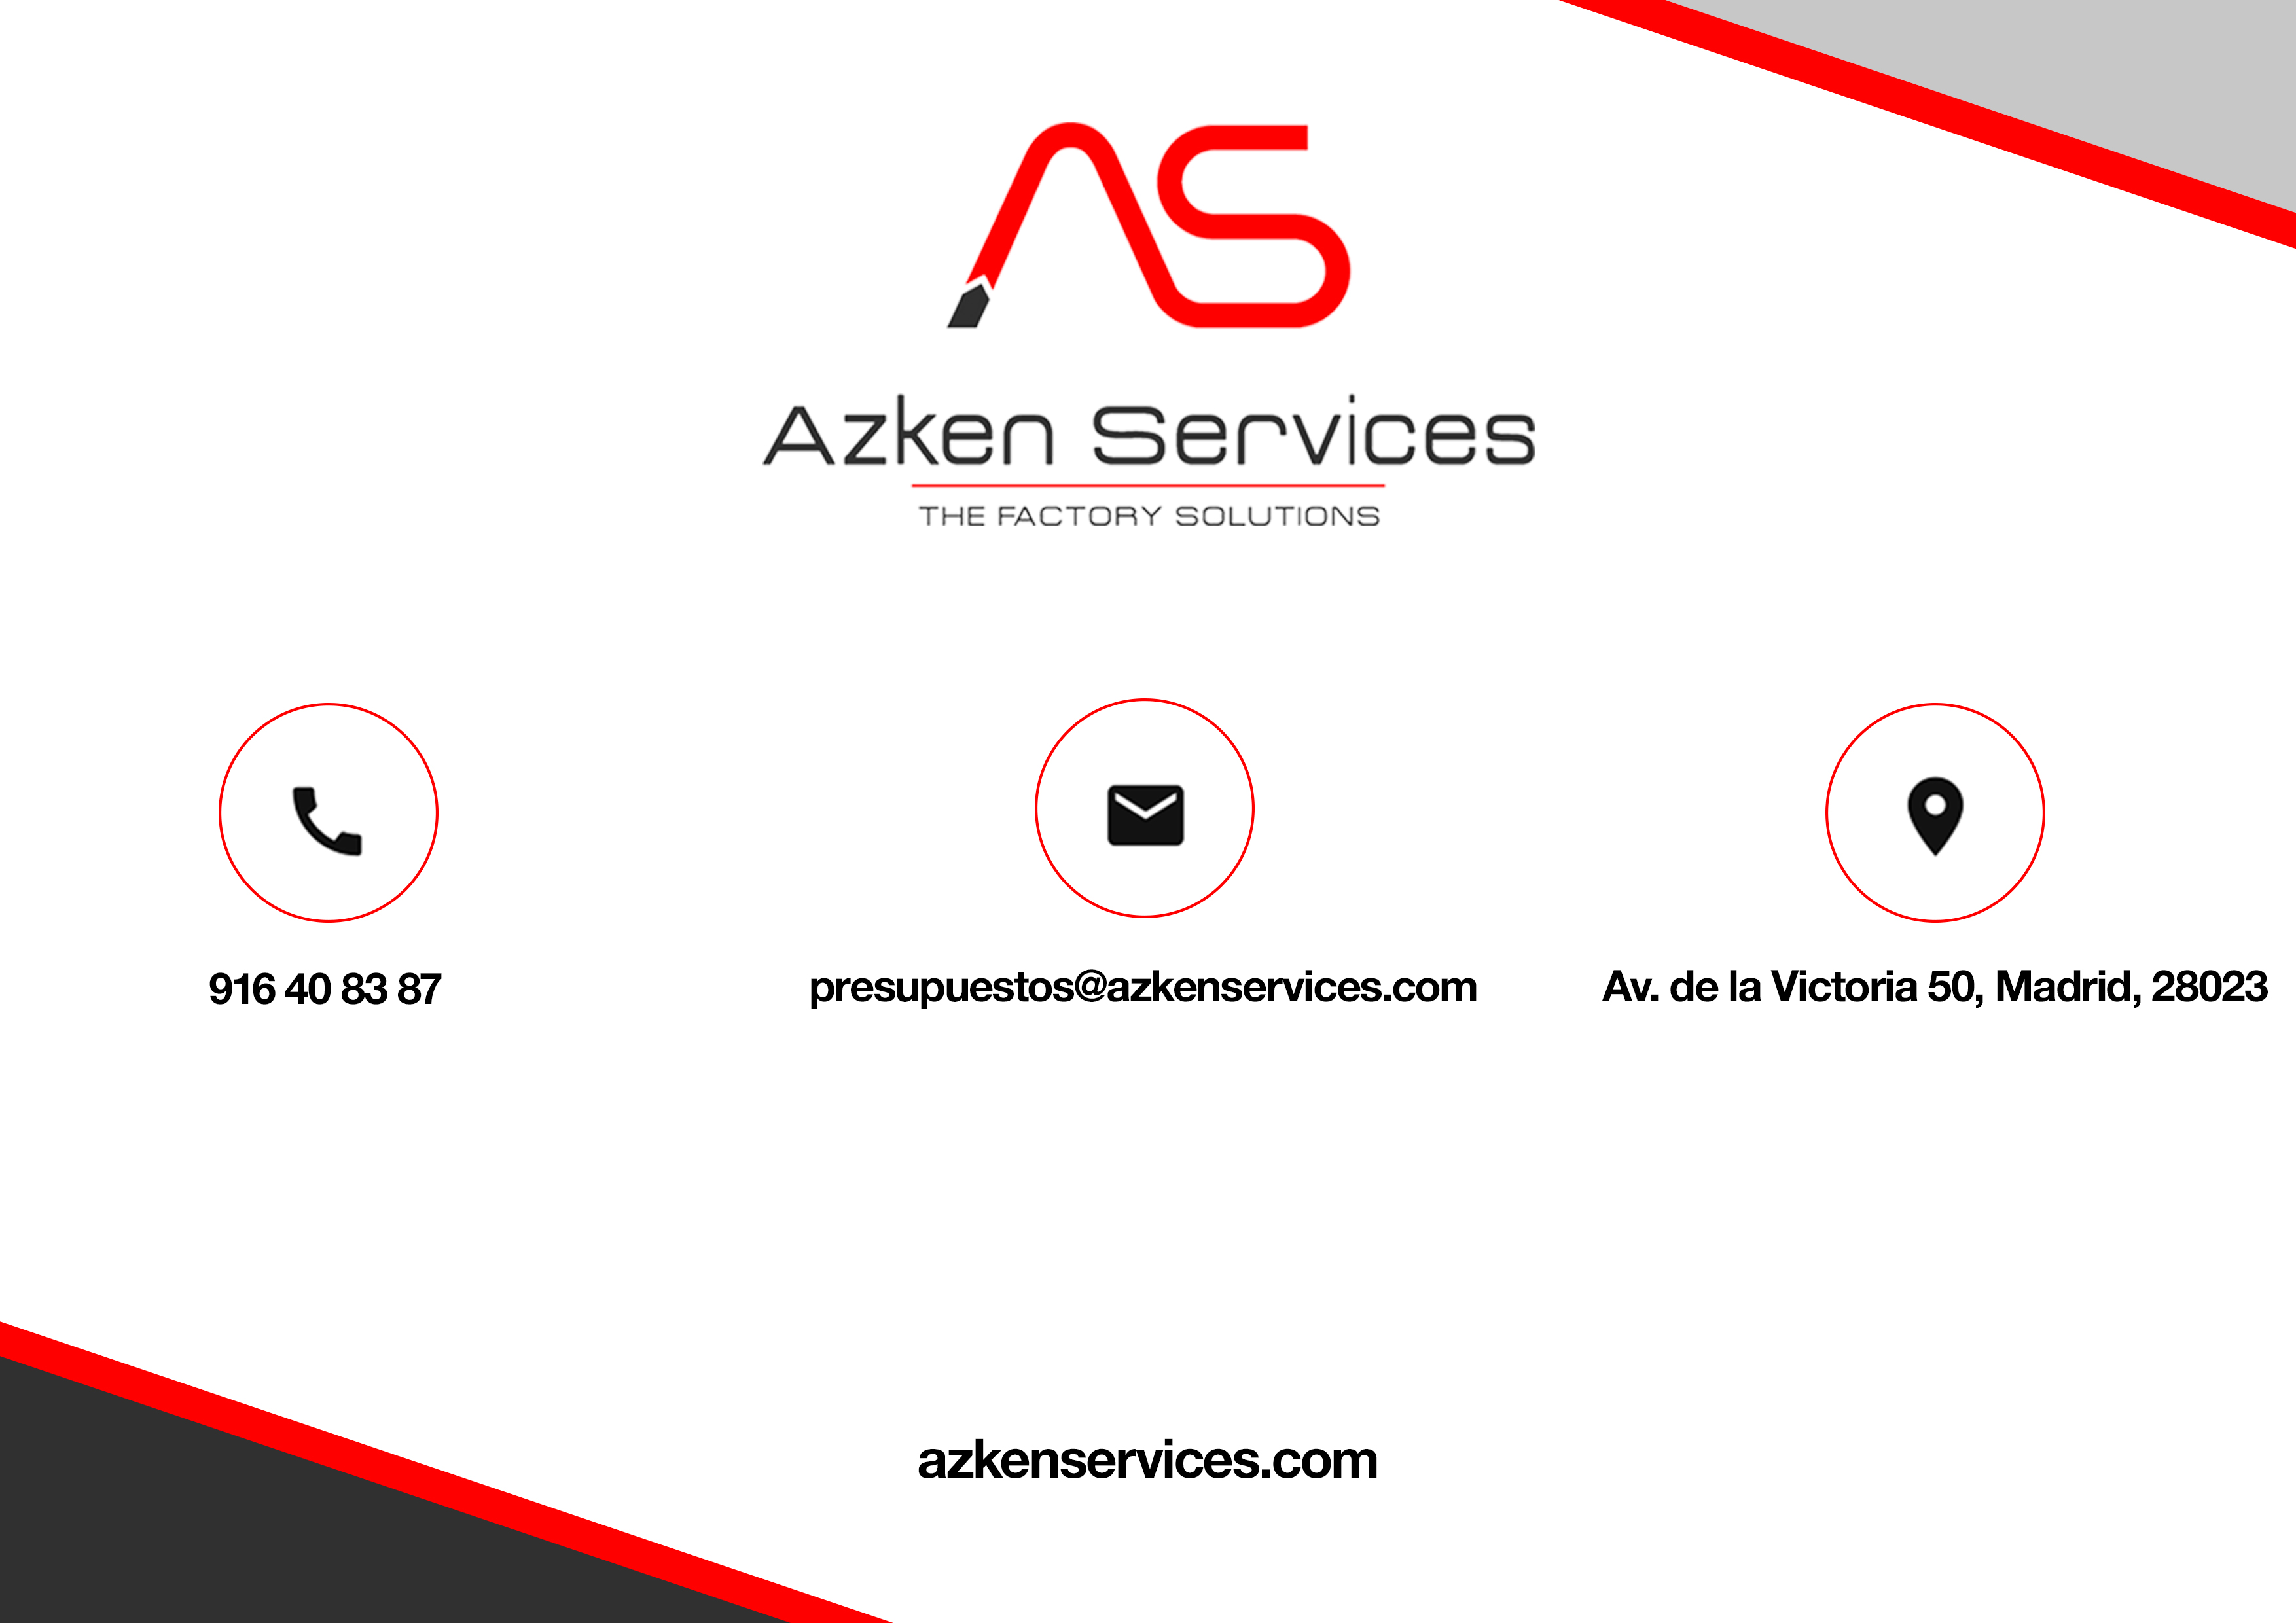 AS
Azken Services
THE FACTORY SOLUTIONS
916 40 83 87
presupuestos@azkenservices.com
Av. de la Victoria 50, Madrid, 28023
azkenservices.com